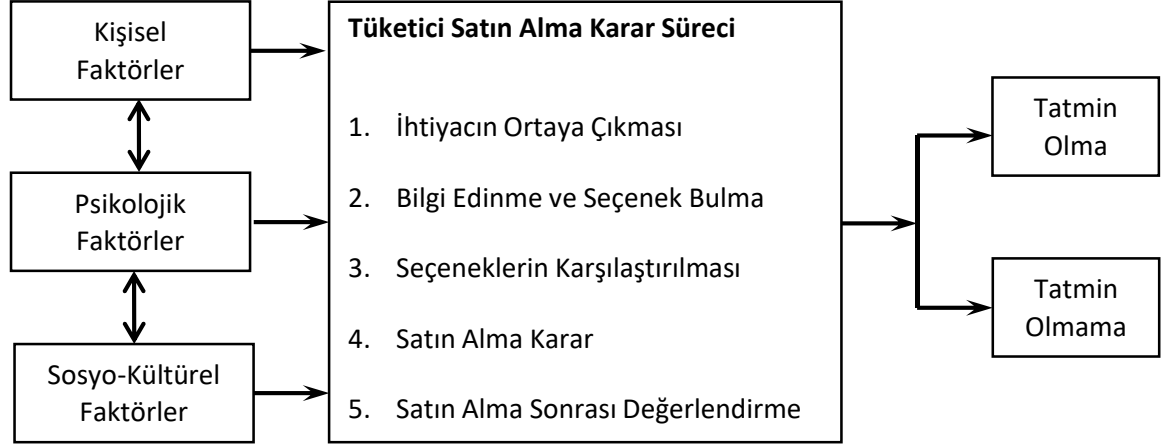 Kişisel
Faktörler
Psikolojik
Faktörler
Sosyo-Kültürel
Faktörler
Tüketici Satın Alma Karar Süreci
1. İhtiyacın Ortaya Çıkması
2. Bilgi Edinme ve Seçenek Bulma
3. Seçeneklerin Karşılaştırılması
4. Satın Alma Karar
5. Satın Alma Sonrası Değerlendirme
Tatmin
Olma
Tatmin
Olmama